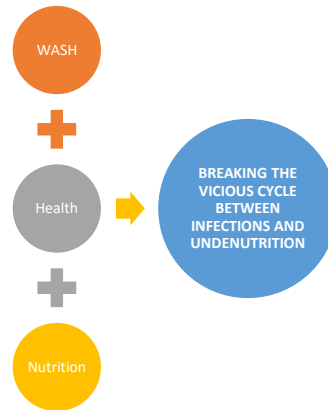 WASH
Health
Nutrition
BREAKING THE
VICIOUS CYCLE
BETWEEN
INFECTIONS AND
UNDENUTRITION